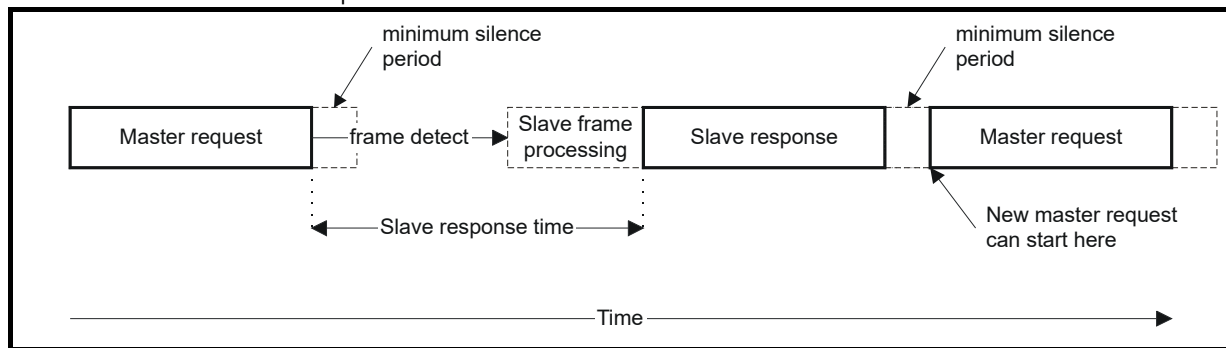 minimum silence
period
minimum silence
period
Master request
frame detect
Slave frame
processing
Slave response
Master request
Slave response time
New master request
can start here
Time